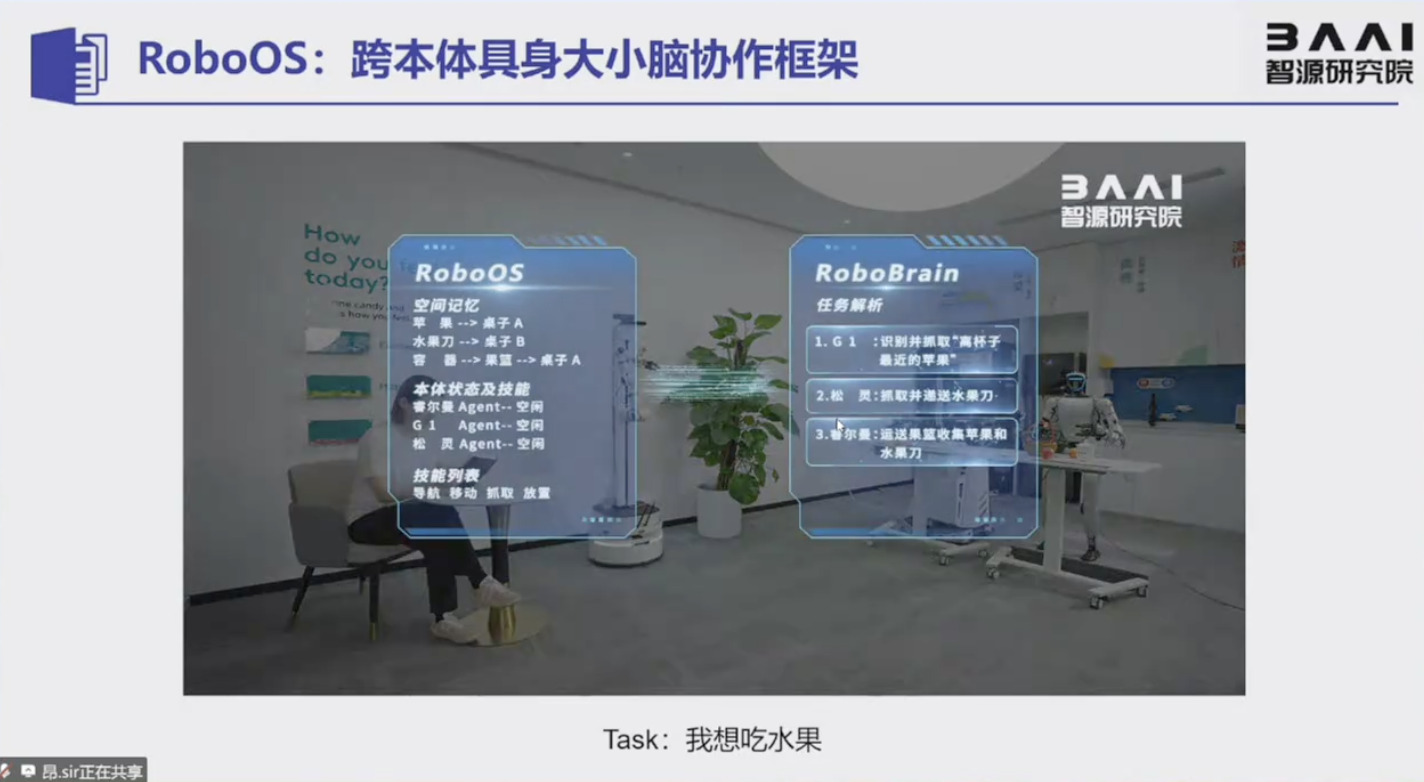 RoboOS：跨本体具身大小脑协作框架
BAAI
智源研究院
BAAI
智源研究院
How
do you
today?
RoboOS
空间记忆
苹 果 --> 桌子 A
水果刀 --> 桌子 B
容 器 --> 果篮 --> 桌子 A
本体状态及技能
睿尔曼 Agent-- 空闲
G 1 Agent-- 空闲
松 灵 Agent-- 空闲
技能列表
导航 移动 抓取 放置
RoboBrain
任务解析
1. G 1 ：识别并抓取“离杯子
最近的苹果”
2.松 灵：抓取并递送水果刀
3.睿尔曼：运送果篮收集苹果和
水果刀
Task：我想吃水果
昂.sir正在共享